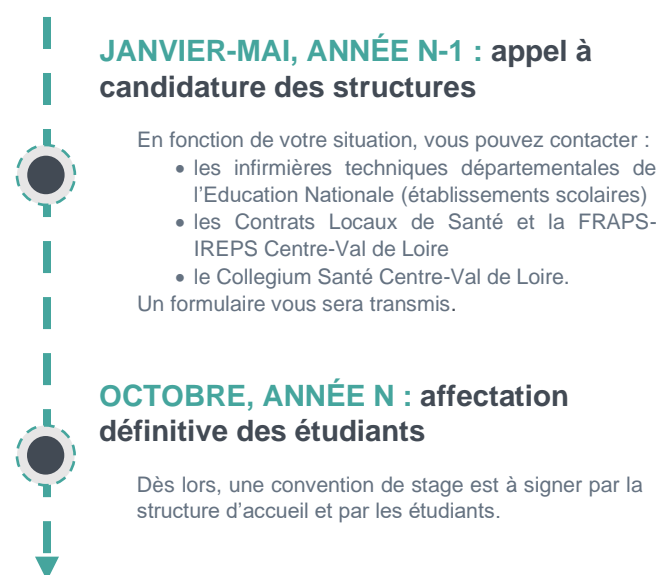 JANVIER-MAI, ANNÉE N-1 : appel à
candidature des structures
En fonction de votre situation, vous pouvez contacter :
• les infirmières techniques départementales de
l’Education Nationale (établissements scolaires)
• les Contrats Locaux de Santé et la FRAPS-
IREPS Centre-Val de Loire
• le Collegium Santé Centre-Val de Loire.
Un formulaire vous sera transmis.
OCTOBRE, ANNÉE N : affectation
définitive des étudiants
Dès lors, une convention de stage est à signer par la
structure d’accueil et par les étudiants.